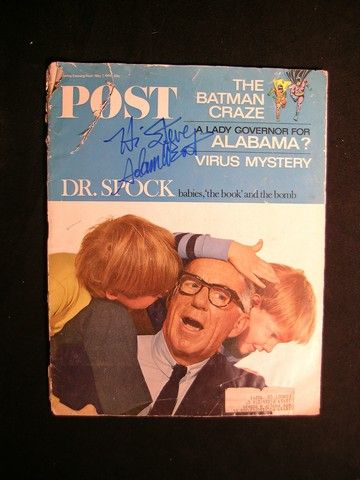 POST
THE
BATMAN
CRAZE
A LADY GOVERNOR FOR
ALABAMA?
VIRUS MYSTERY
Hi Steve
Adam West
DR. SPOCK babies, 'the book' and the bomb